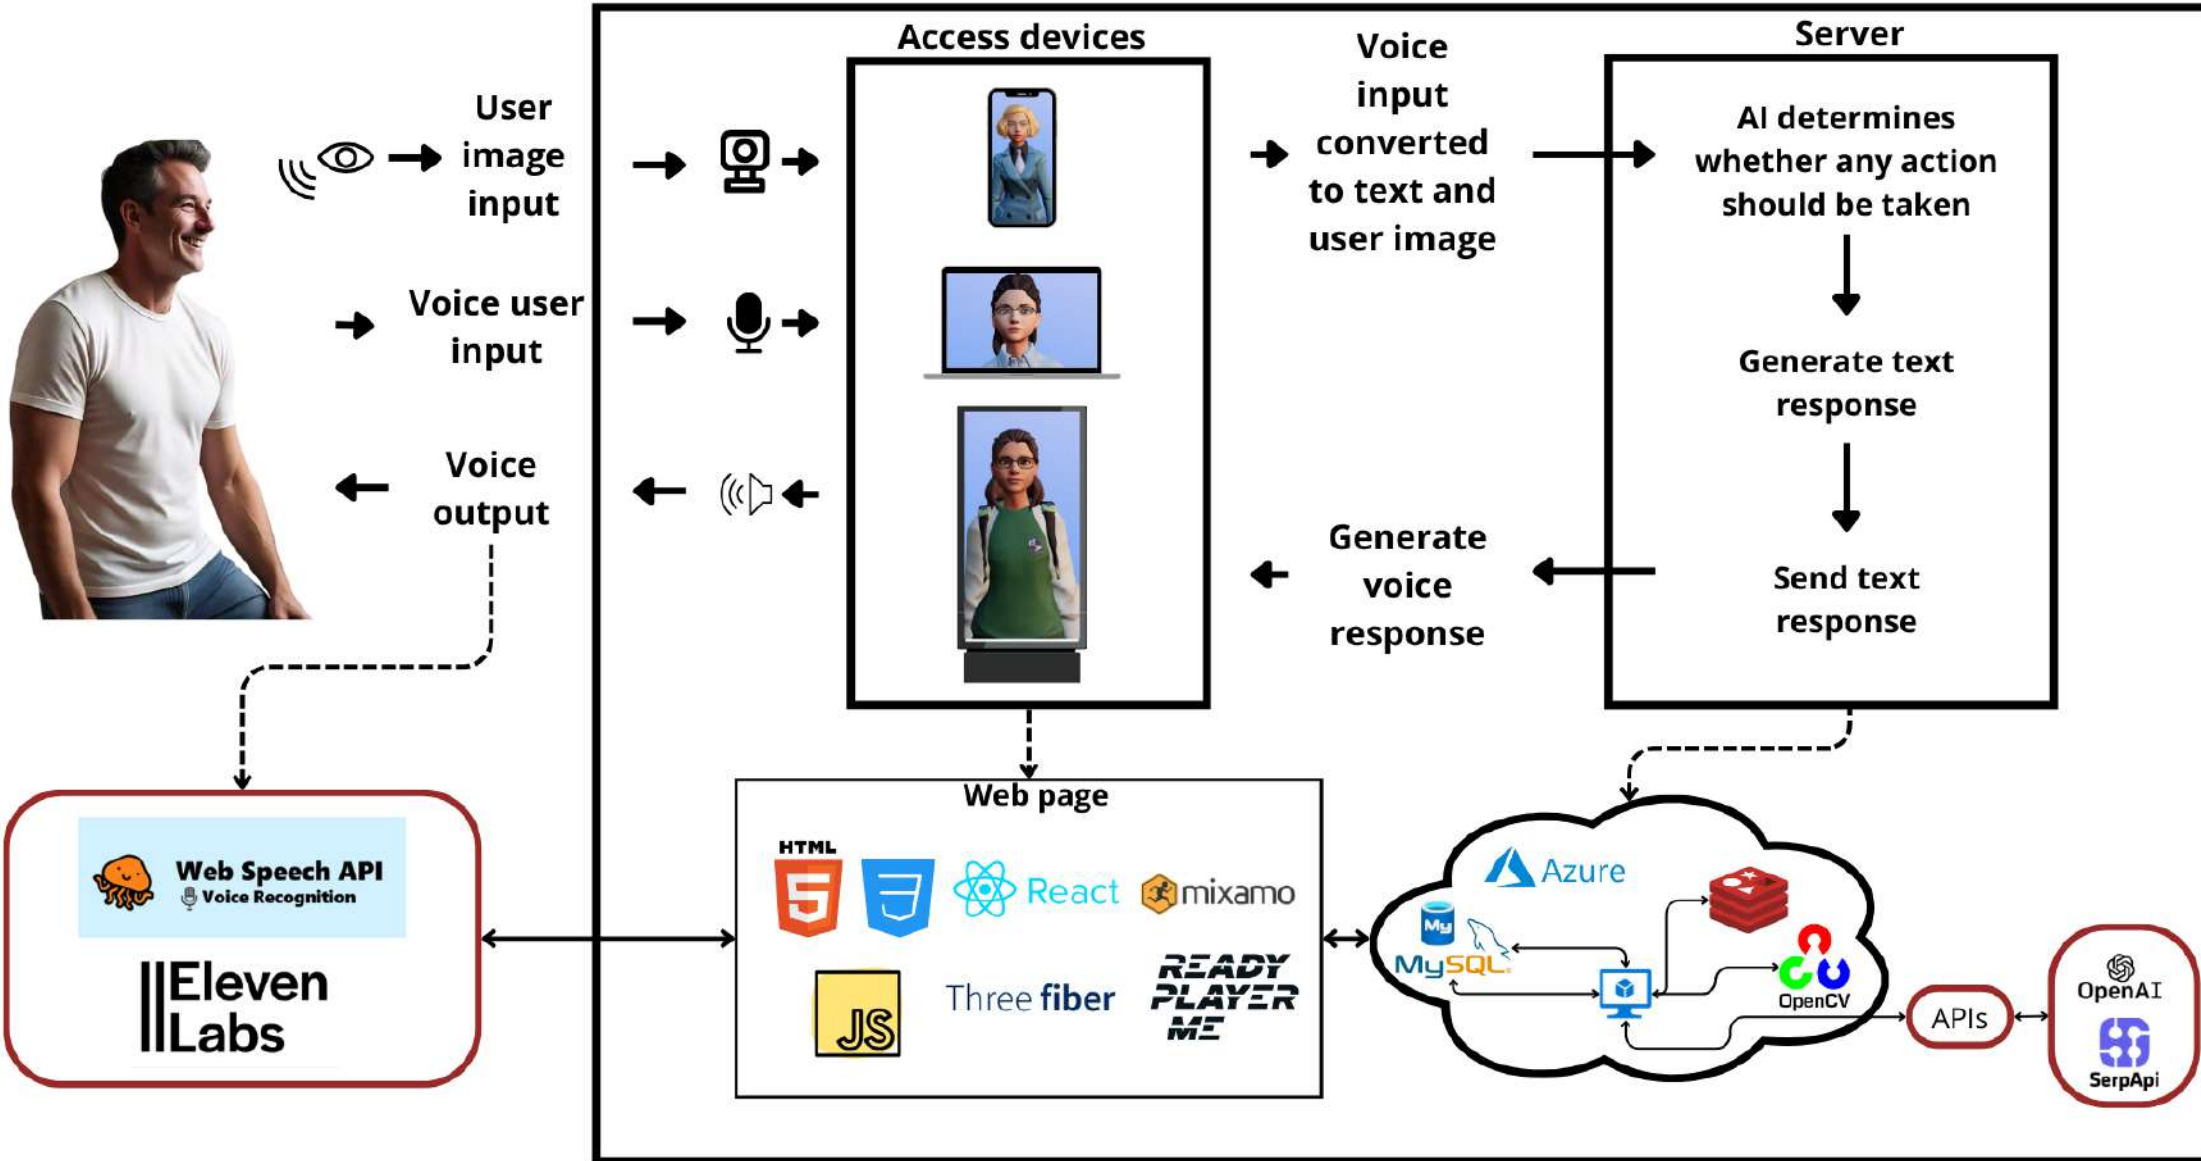 Access devices
Server
User
image
input
Voice
input
converted
to text and
user image
AI determines
whether any action
should be taken
Voice user
input
Generate text
response
Voice
output
Generate
voice
response
Send text
response
Web Speech API
Voice Recognition
Eleven
Labs
Web page
HTML
5
3
React
mixamo
JS
Three fiber
READY
PLAYER
ME
Azure
My
MySQL
OpenCV
APIs
OpenAI
SerpApi